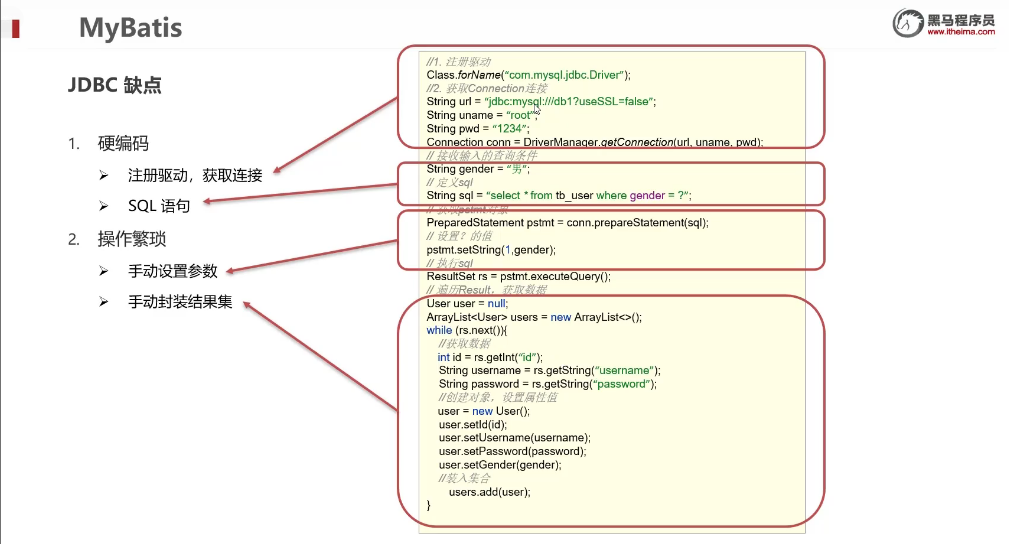 MyBatis
黑马程序员
www.itheima.com
JDBC 缺点
1. 硬编码
➢ 注册驱动，获取连接
➢ SQL 语句
2. 操作繁琐
➢ 手动设置参数
➢ 手动封装结果集
//1. 注册驱动
Class.forName("com.mysql.jdbc.Driver");
//2. 获取Connection连接
String url = "jdbc:mysql:///db1?useSSL=false";
String uname = "root";
String pwd = "1234";
Connection conn = DriverManager.getConnection(url, uname, pwd);
// 接收输入的查询条件
String gender = "男";
// 定义sql
String sql = "select * from tb_user where gender = ?";
// 获取pstmt对象
PreparedStatement pstmt = conn.prepareStatement(sql);
// 设置？的值
pstmt.setString(1,gender);
// 执行sql
ResultSet rs = pstmt.executeQuery();
// 遍历Result，获取数据
User user = null;
ArrayList<User> users = new ArrayList<>();
while (rs.next()){
//获取数据
int id = rs.getInt("id");
String username = rs.getString("username");
String password = rs.getString("password");
//创建对象，设置属性值
user = new User();
user.setId(id);
user.setUsername(username);
user.setPassword(password);
user.setGender(gender);
//装入集合
users.add(user);
}